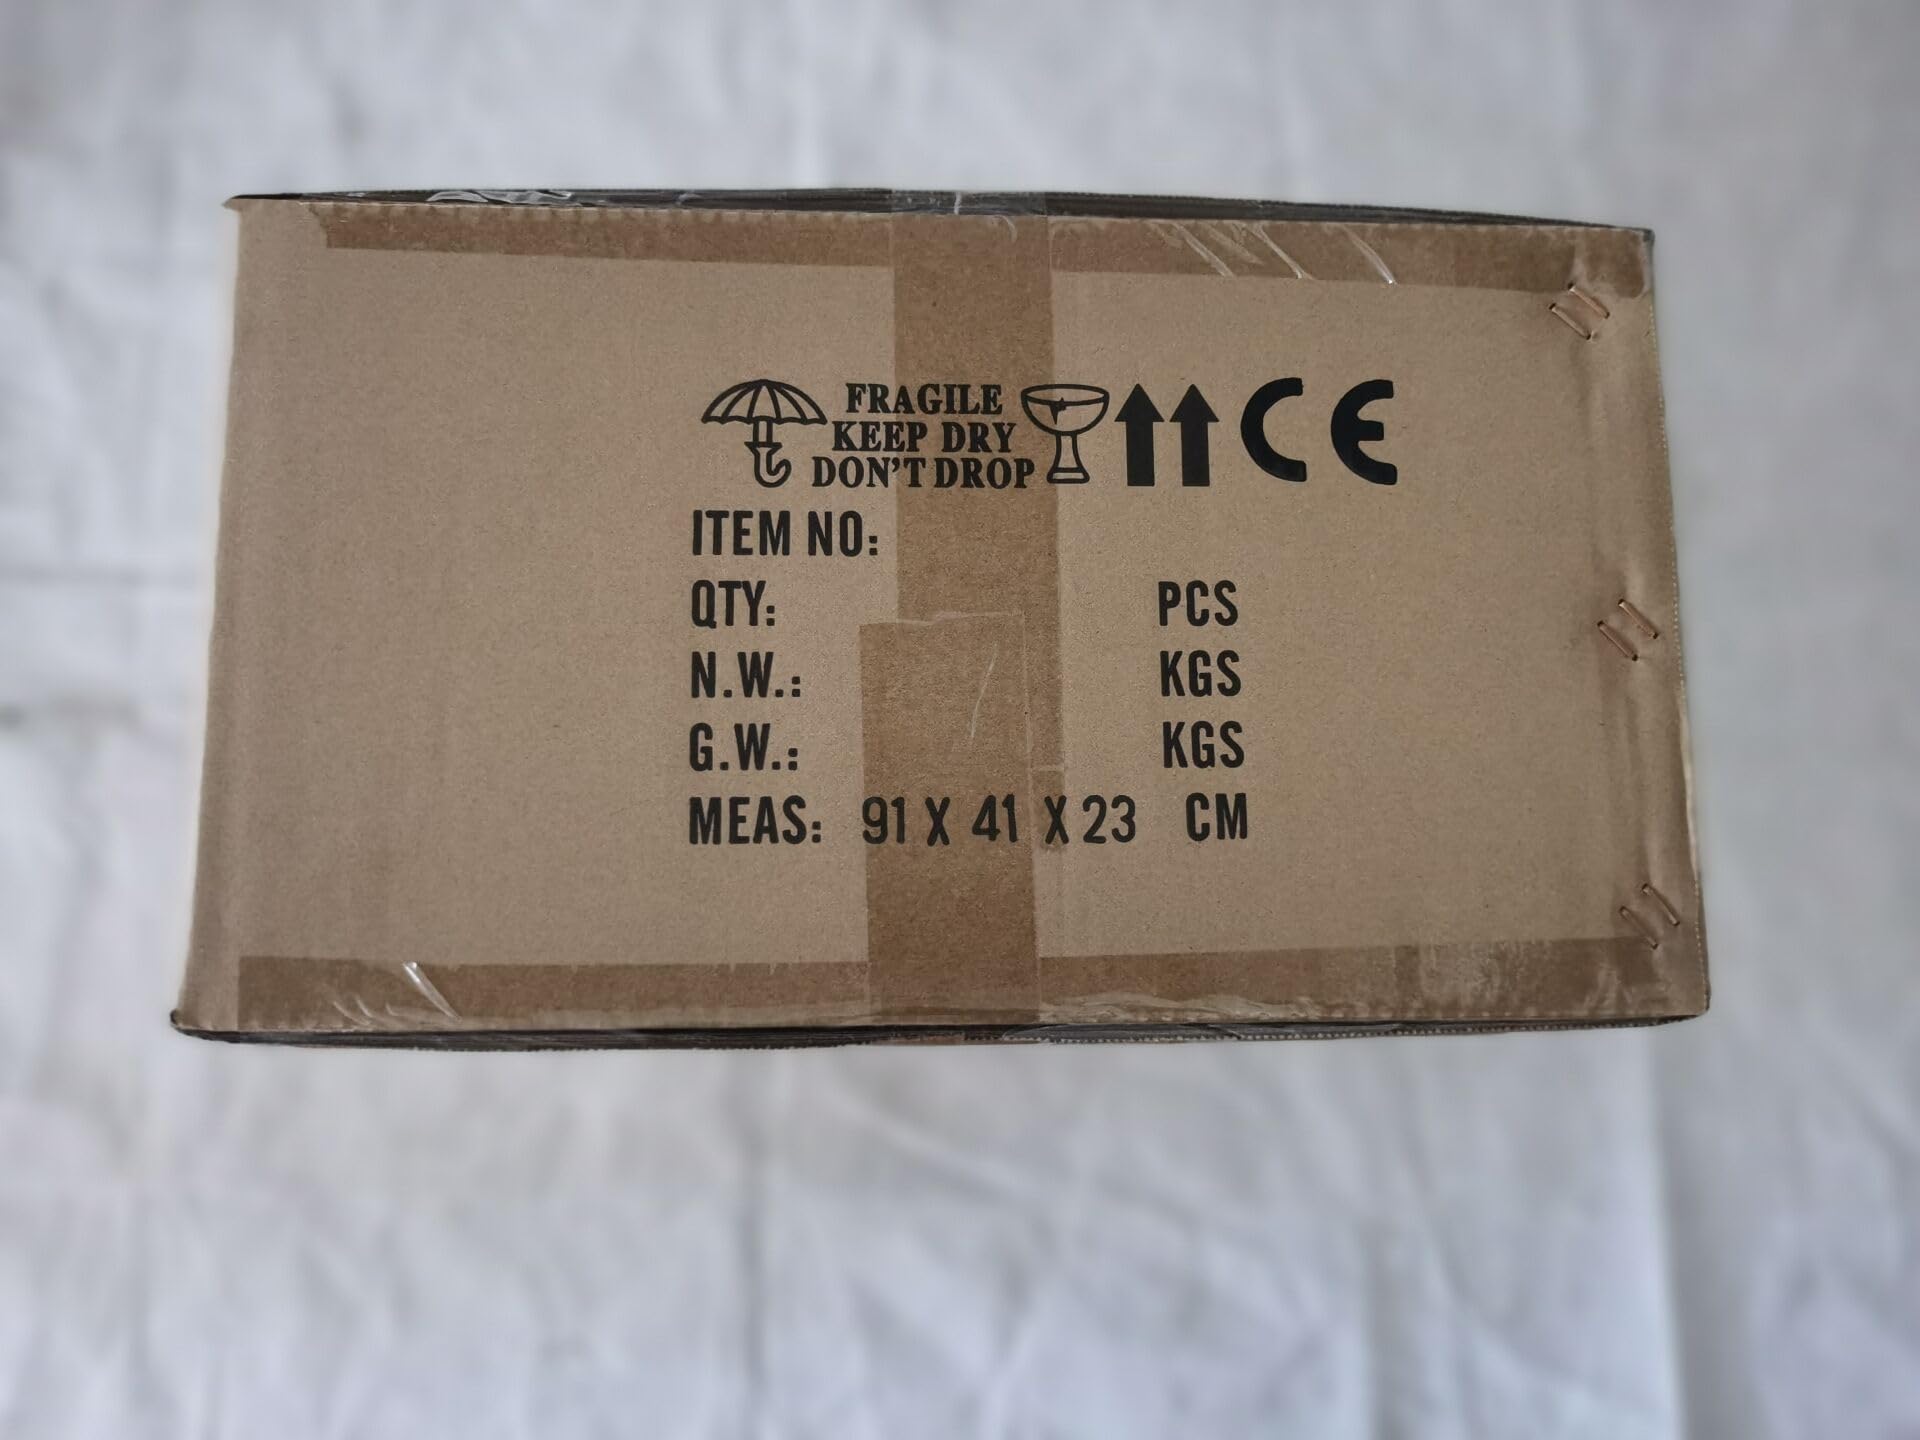 FRAGILE
KEEP DRY
DON'T DROP
CE
ITEM NO:
QTY: PCS
N.W.: KGS
G.W.: KGS
MEAS: 91 X 41 X 23 CM